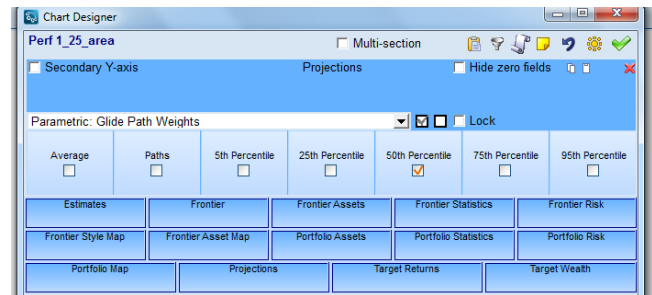 Chart Designer
Perf 1_25_area Multi-section
Secondary Y-axis Projections Hide zero fields
Parametric: Glide Path Weights Lock
Average Paths 5th Percentile 25th Percentile 50th Percentile 75th Percentile 95th Percentile
Estimates Frontier Frontier Assets Frontier Statistics Frontier Risk
Frontier Style Map Frontier Asset Map Portfolio Assets Portfolio Statistics Portfolio Risk
Portfolio Map Projections Target Returns Target Wealth